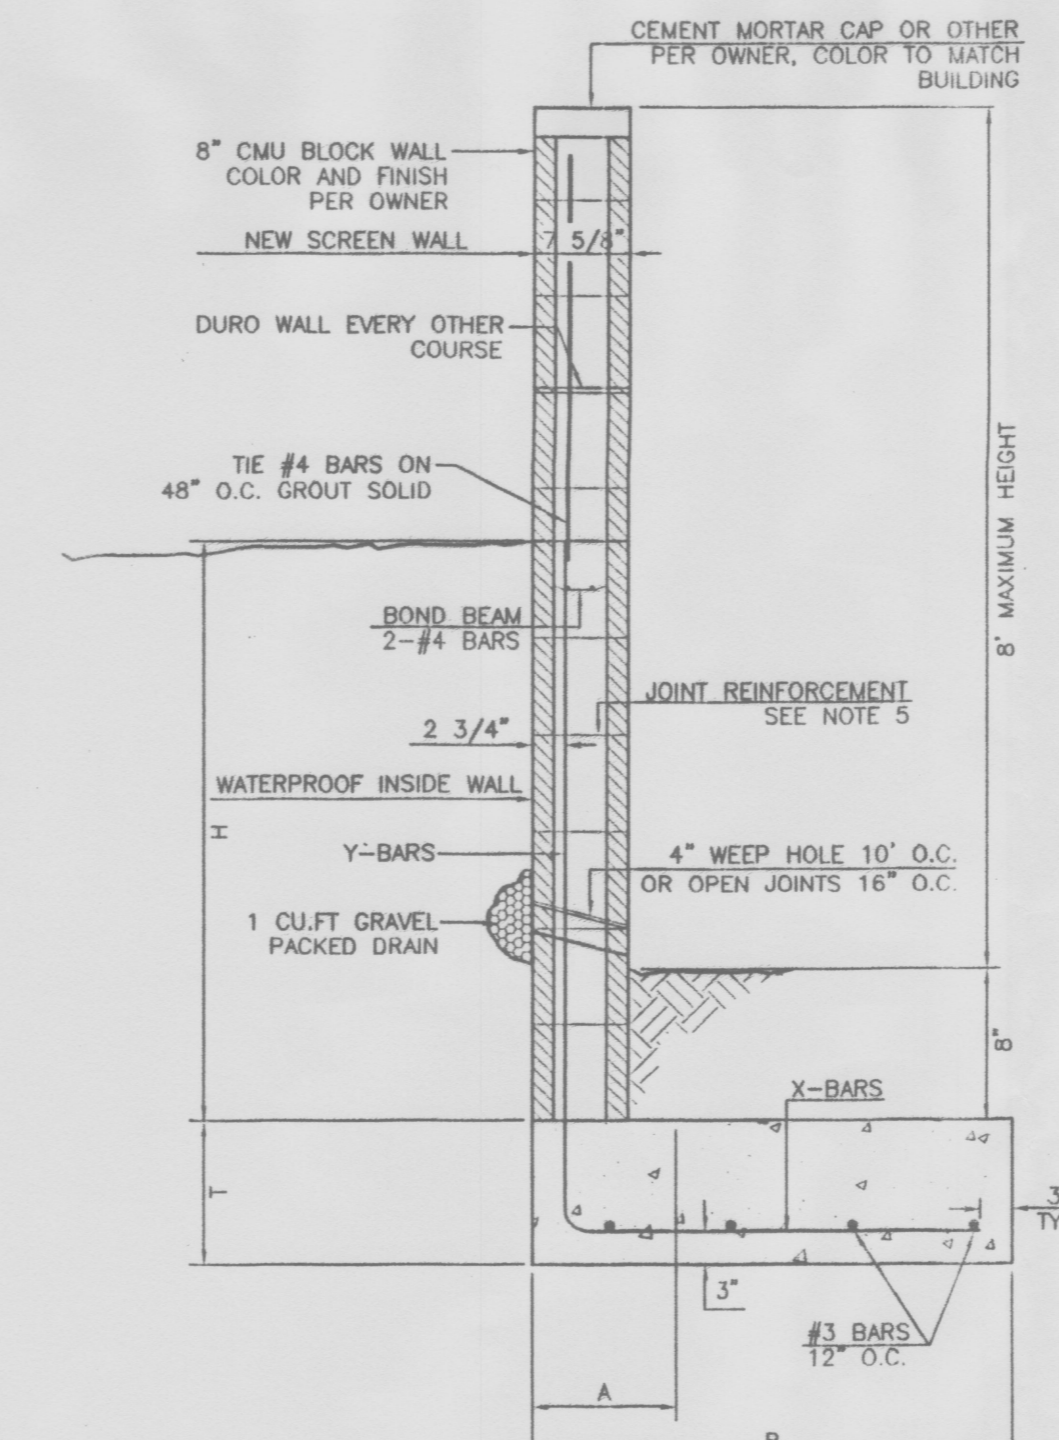 CEMENT MORTAR CAP OR OTHER
PER OWNER, COLOR TO MATCH
BUILDING
8" CMU BLOCK WALL
COLOR AND FINISH
PER OWNER
NEW SCREEN WALL
7 5/8"
DURO WALL EVERY OTHER
COURSE
TIE #4 BARS ON
48" O.C. GROUT SOLID
8' MAXIMUM HEIGHT
BOND BEAM
2-#4 BARS
JOINT REINFORCEMENT
SEE NOTE 5
2 3/4"
WATERPROOF INSIDE WALL
H
Y-BARS
4" WEEP HOLE 10' O.C.
OR OPEN JOINTS 16" O.C.
1 CU.FT GRAVEL
PACKED DRAIN
8"
X-BARS
T
3"
#3 BARS
12" O.C.
A